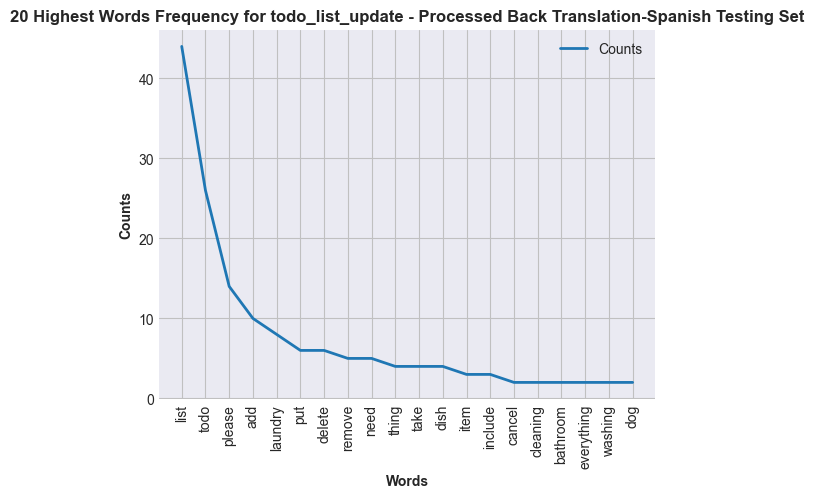 20 Highest Words Frequency for todo_list_update - Processed Back Translation-Spanish Testing Set
Counts
Counts
40
30
20
10
0
list
todo
please
add
laundry
put
delete
remove
need
thing
take
dish
item
include
cancel
cleaning
bathroom
everything
washing
dog
Words